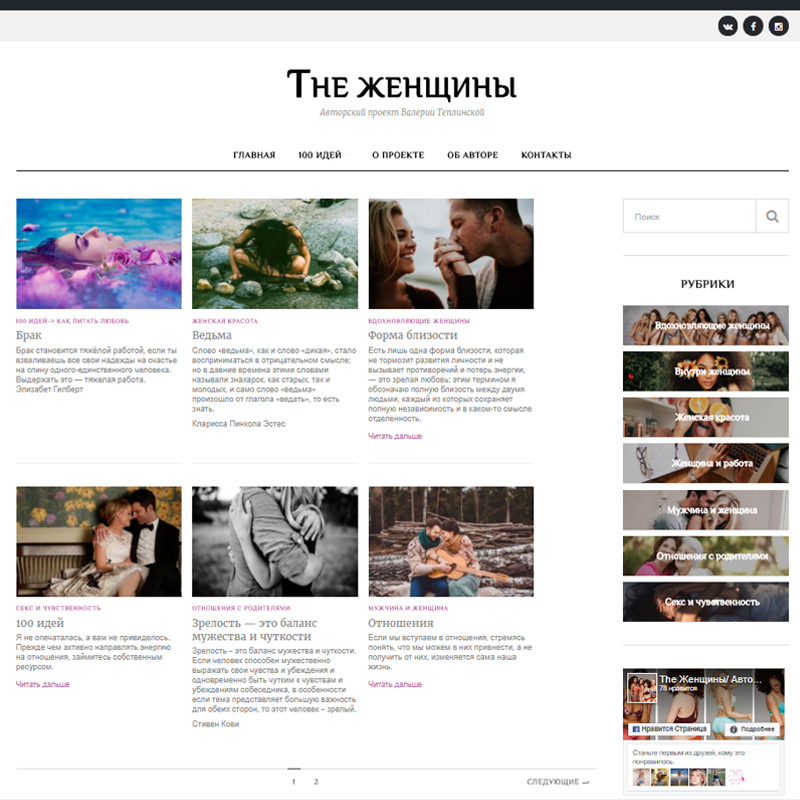 The женщины
Авторский проект Валерии Теплинской
ГЛАВНАЯ 100 ИДЕЙ О ПРОЕКТЕ ОБ АВТОРЕ КОНТАКТЫ
Поиск
РУБРИКИ
Вдохновляющие женщины
Внутри женщины
Женская красота
Женщина и работа
Мужчина и женщина
Отношения с родителями
Секс и чувственность
100 ИДЕЙ-> КАК ПИТАТЬ ЛЮБОВЬ
Брак
Брак становится тяжёлой работой, если ты
взваливаешь все свои надежды на счастье
на спину одного-единственного человека.
Выдержать это — тяжелая работа.
Элизабет Гилберт
ЖЕНСКАЯ КРАСОТА
Ведьма
Слово «ведьма», как и слово «дикая», стало
восприниматься в отрицательном смысле;
но в давние времена этими словами
называли знахарок, как старых, так и
молодых, и само слово «ведьма»
произошло от глагола «ведать», то есть
знать.
Кларисса Пинкола Эстес
ВДОХНОВЛЯЮЩИЕ ЖЕНЩИНЫ
Форма близости
Есть лишь одна форма близости, которая
не тормозит развития личности и не
вызывает противоречий и потерь энергии,
— это зрелая любовь; этим термином я
обозначаю полную близость между двумя
людьми, каждый из которых сохраняет
полную независимость и в каком-то смысле
отделенность.
Читать дальше
СЕКС И ЧУВСТВЕННОСТЬ
100 идей
Я не опечаталась, а вам не привиделось.
Прежде чем активно направлять энергию
на отношения, займитесь собственным
ресурсом.
Читать дальше
ОТНОШЕНИЯ С РОДИТЕЛЯМИ
Зрелость — это баланс
мужества и чуткости
Зрелость – это баланс мужества и чуткости.
Если человек способен мужественно
выражать свои чувства и убеждения и
одновременно быть чутким к чувствам и
убеждениям собеседника, в особенности
если тема представляет большую важность
для обеих сторон, то этот человек – зрелый.
Стивен Кови
МУЖЧИНА И ЖЕНЩИНА
Отношения
Если мы вступаем в отношения, стремясь
понять, что мы можем в них привнести, а не
получить от них, изменяется сама наша
жизнь.
Читать дальше
The Женщины/ Авто...
78 нравится
Нравится Страница
Подробнее
Станьте первым из друзей, кому это
понравилось.
1 2
СЛЕДУЮЩИЕ